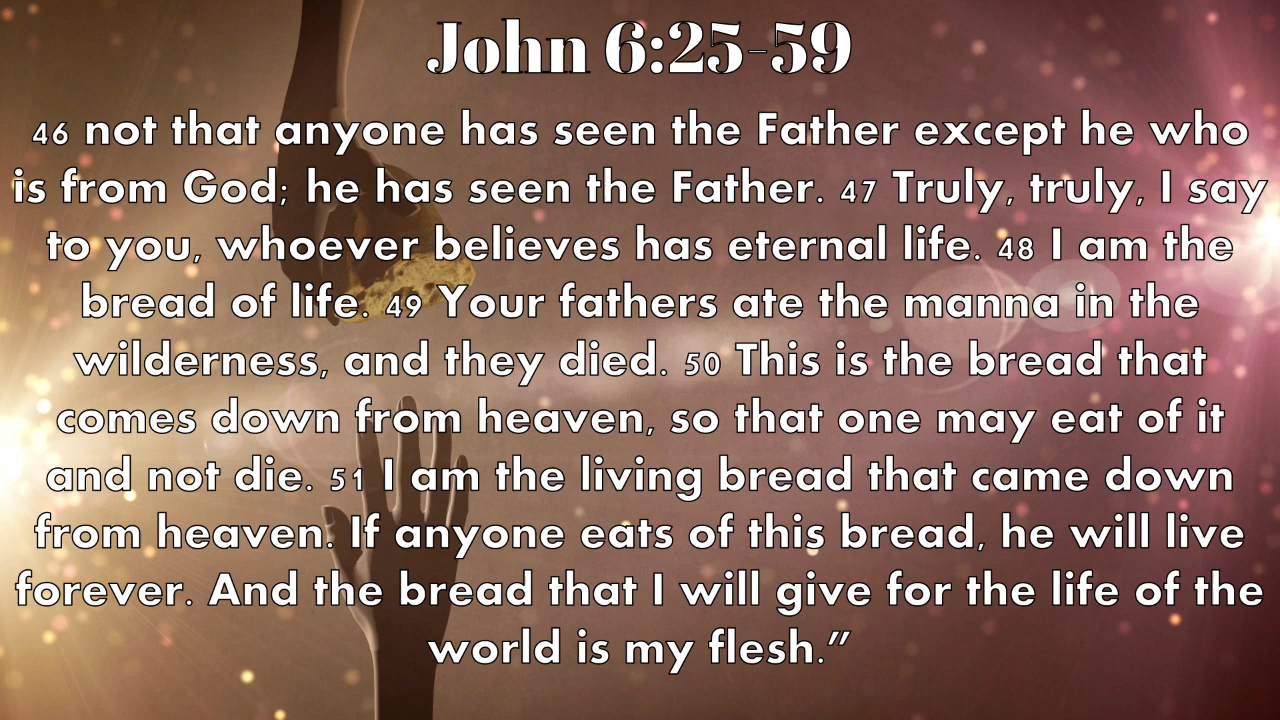 John 6:25-59
46 not that anyone has seen the Father except he who
is from God; he has seen the Father. 47 Truly, truly, I say
to you, whoever believes has eternal life. 48 I am the
bread of life. 49 Your fathers ate the manna in the
wilderness, and they died. 50 This is the bread that
comes down from heaven, so that one may eat of it
and not die. 51 I am the living bread that came down
from heaven. If anyone eats of this bread, he will live
forever. And the bread that I will give for the life of the
world is my flesh.”